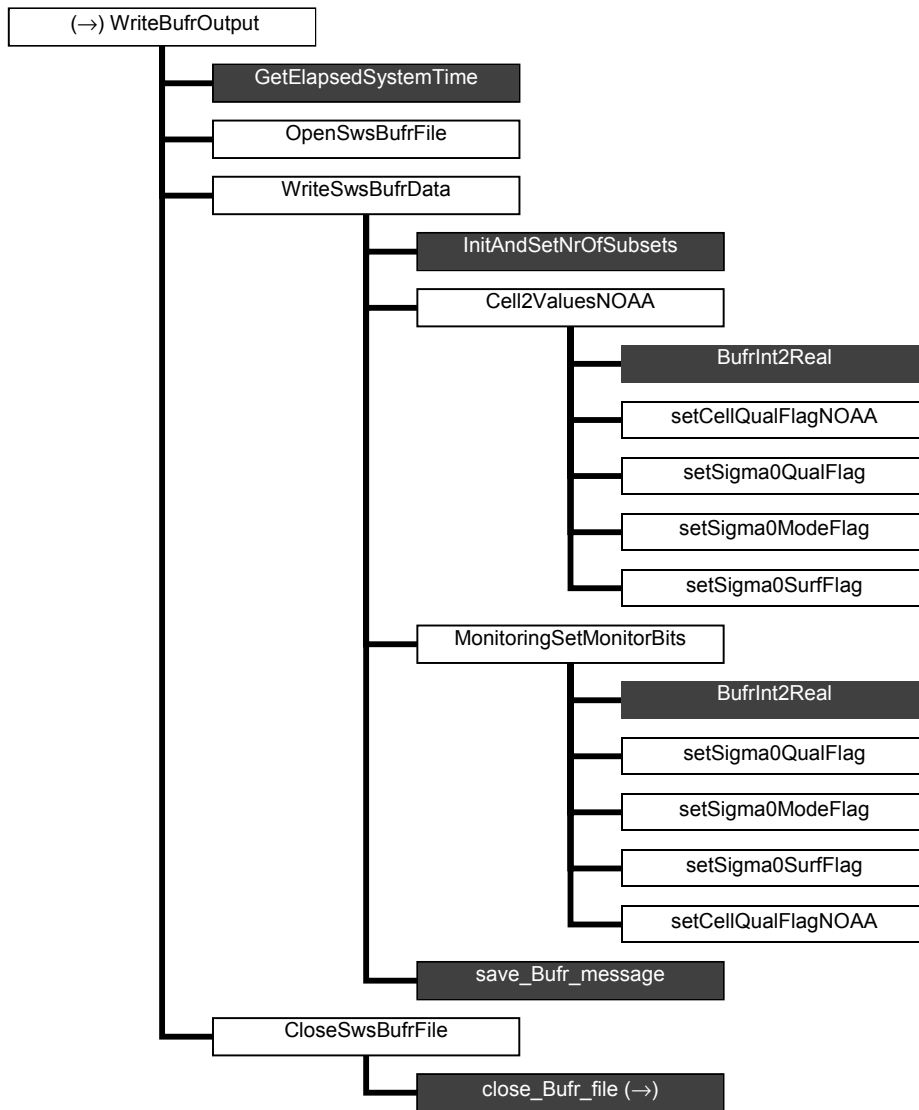 (→) WriteBufrOutput
GetElapsedSystemTime
OpenSwsBufrFile
WriteSwsBufrData
InitAndSetNrOfSubsets
Cell2ValuesNOAA
BufrInt2Real
setCellQualFlagNOAA
setSigma0QualFlag
setSigma0ModeFlag
setSigma0SurfFlag
MonitoringSetMonitorBits
BufrInt2Real
setSigma0QualFlag
setSigma0ModeFlag
setSigma0SurfFlag
setCellQualFlagNOAA
save_Bufr_message
CloseSwsBufrFile
close_Bufr_file (→)